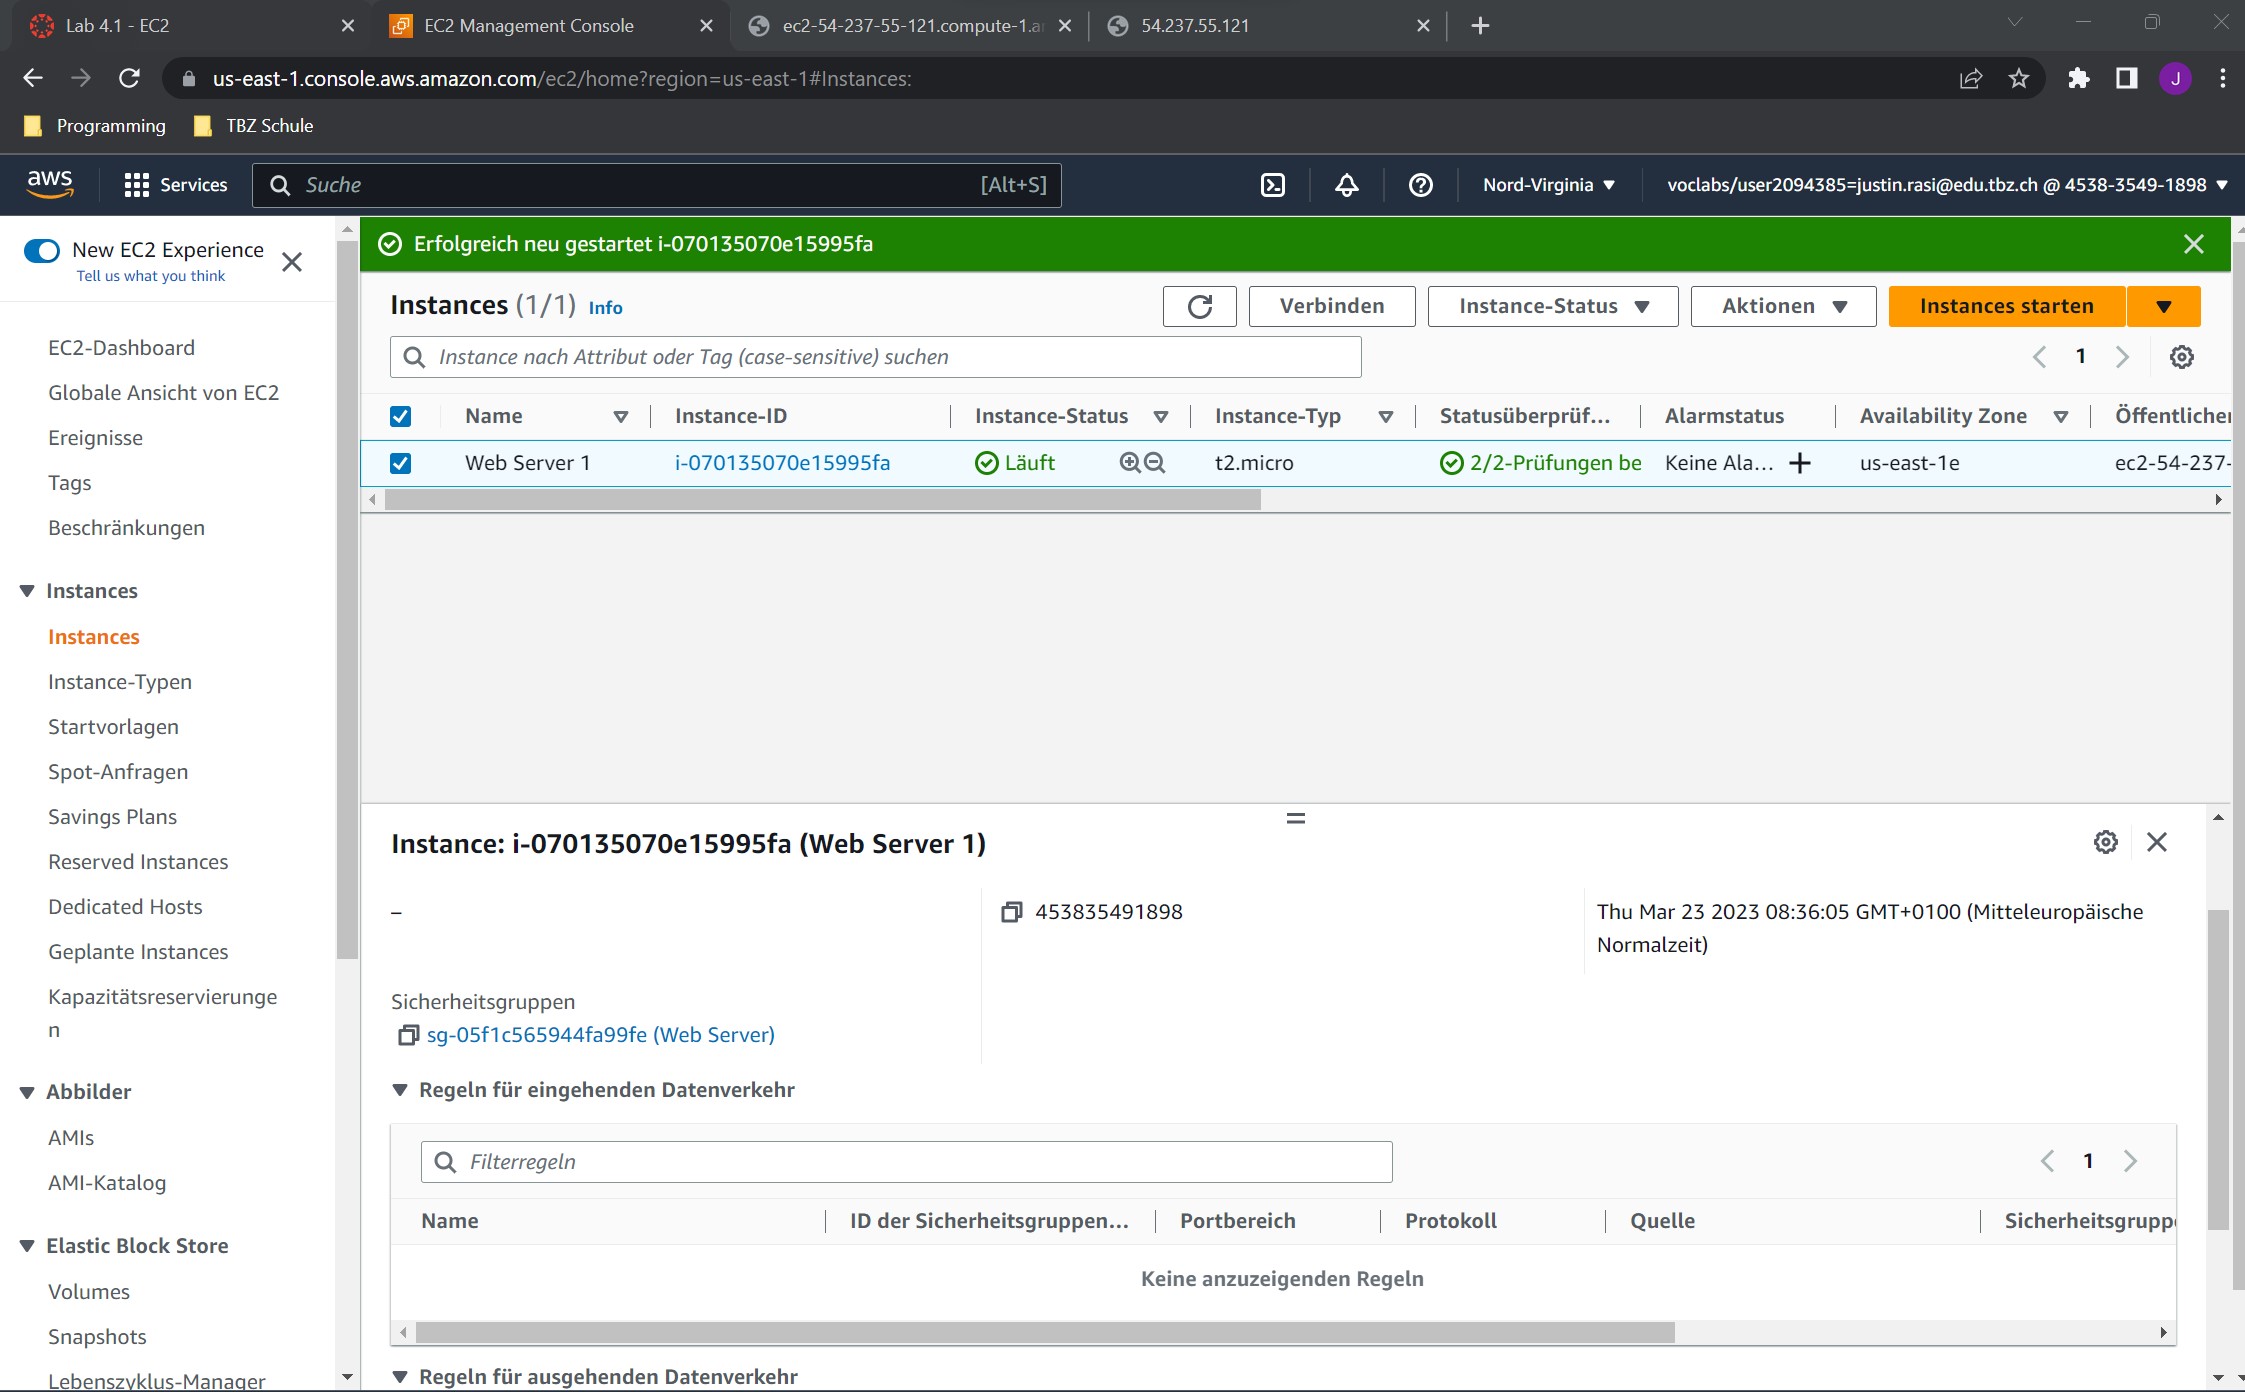 Lab 4.1 - EC2
EC2 Management Console
ec2-54-237-55-121.compute-1.ar
54.237.55.121
us-east-1.console.aws.amazon.com/ec2/home?region=us-east-1#Instances:
J
Programming
TBZ Schule
aws
Services
Suche
[Alt+S]
Nord-Virginia
voclabs/user2094385=justin.rasi@edu.tbz.ch @ 4538-3549-1898
New EC2 Experience
Tell us what you think
EC2-Dashboard
Globale Ansicht von EC2
Ereignisse
Tags
Beschränkungen
Instances
Instances
Instance-Typen
Startvorlagen
Spot-Anfragen
Savings Plans
Reserved Instances
Dedicated Hosts
Geplante Instances
Kapazitätsreservierunge
n
Abbilder
AMIs
AMI-Katalog
Elastic Block Store
Volumes
Snapshots
Lebenszyklus-Manager
Erfolgreich neu gestartet i-070135070e15995fa
Instances (1/1) Info
Verbinden
Instance-Status
Aktionen
Instances starten
Instance nach Attribut oder Tag (case-sensitive) suchen
1
Name Instance-ID Instance-Status Instance-Typ Statusüberprüf... Alarmstatus Availability Zone Öffentlicher
Web Server 1 i-070135070e15995fa Läuft t2.micro 2/2-Prüfungen be Keine Ala... + us-east-1e ec2-54-237-
Instance: i-070135070e15995fa (Web Server 1)
–
453835491898
Thu Mar 23 2023 08:36:05 GMT+0100 (Mitteleuropäische
Normalzeit)
Sicherheitsgruppen
sg-05f1c565944fa99fe (Web Server)
Regeln für eingehenden Datenverkehr
Filterregeln
1
Name ID der Sicherheitsgruppen... Portbereich Protokoll Quelle Sicherheitsgruppe
Keine anzuzeigenden Regeln
Regeln für ausgehenden Datenverkehr